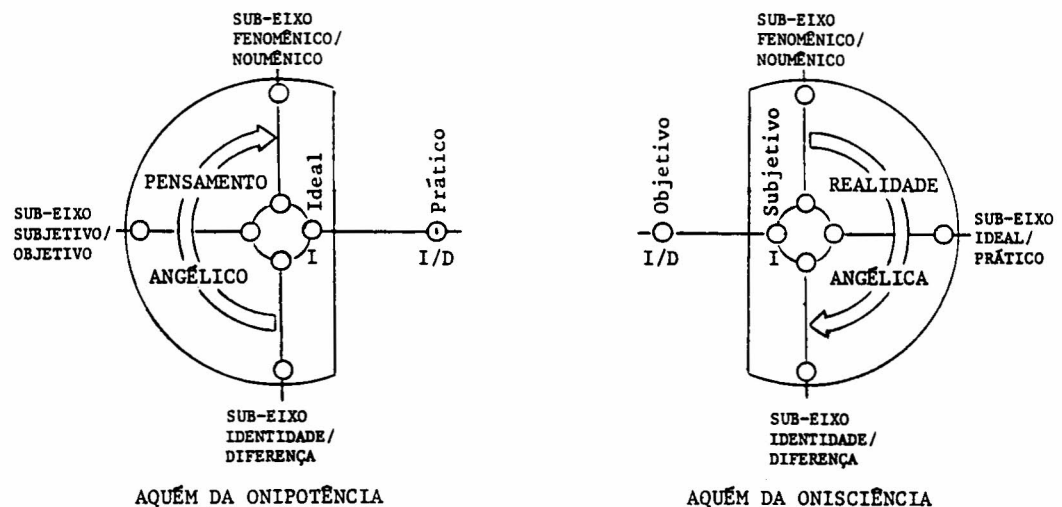 SUB-EIXO
FENOMÊNICO/
NOUMÊNICO
PENSAMENTO
Ideal
Prático
SUB-EIXO
SUBJETIVO/
OBJETIVO
I
I/D
ANGÉLICO
SUB-EIXO
IDENTIDADE/
DIFERENÇA
AQUÉM DA ONIPOTÊNCIA
SUB-EIXO
FENOMÊNICO/
NOUMÊNICO
Objetivo
Subjetivo
REALIDADE
SUB-EIXO
IDEAL/
PRÁTICO
I/D
I
ANGÉLICA
SUB-EIXO
IDENTIDADE/
DIFERENÇA
AQUÉM DA ONISCIÊNCIA